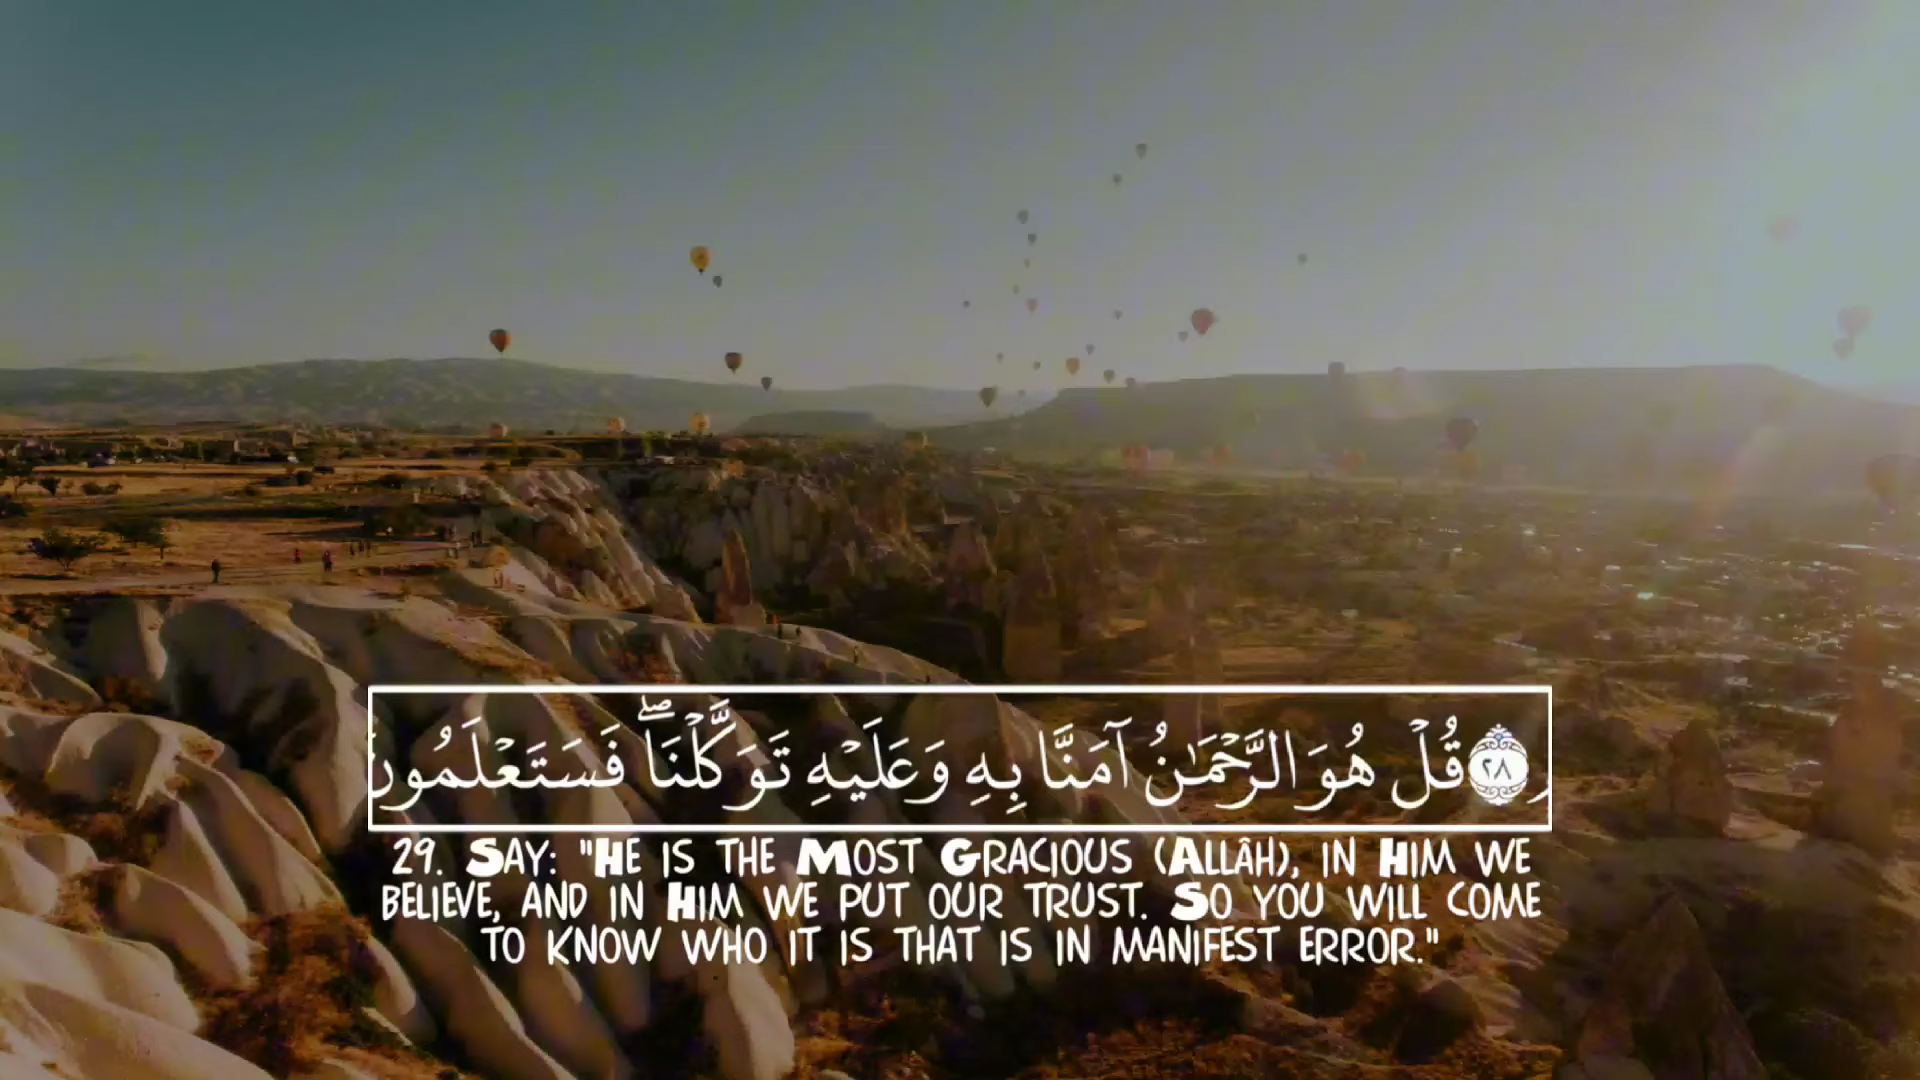 ۝٢٨ قُلْ هُوَ الرَّحْمَـٰنُ آمَنَّا بِهِ وَعَلَيْهِ تَوَكَّلْنَا ۖ فَسَتَعْلَمُونَ
29. SAY: "HE IS THE MOST GRACIOUS (ALLÂH), IN HIM WE
BELIEVE, AND IN HIM WE PUT OUR TRUST. SO YOU WILL COME
TO KNOW WHO IT IS THAT IS IN MANIFEST ERROR."